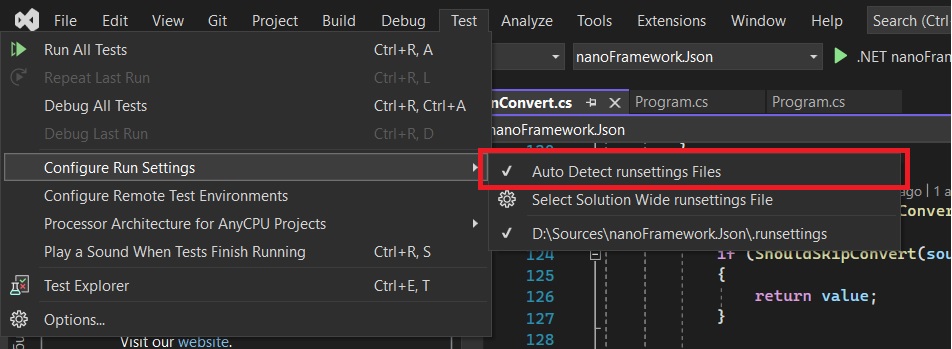 File Edit View Git Project Build Debug Test Analyze Tools Extensions Window Help Search (Ctrl+
Run All Tests Ctrl+R, A
nanoFramework.Json .NET nanoFram
Repeat Last Run Ctrl+R, L
Debug All Tests Ctrl+R, Ctrl+A
nConvert.cs Program.cs Program.cs
Debug Last Run Ctrl+R, D
nanoFramework.Json
Configure Run Settings
Auto Detect runsettings Files
ago | 1 a
Configure Remote Test Environments
Select Solution Wide runsettings File
Conver
Processor Architecture for AnyCPU Projects
D:\Sources\nanoFramework.Json\.runsettings
Play a Sound When Tests Finish Running Ctrl+R, S
124 if (ShouldSkipConvert(sou
125 {
Test Explorer Ctrl+E, T
126 return value;
127 }
Options...
128
Visit our website.